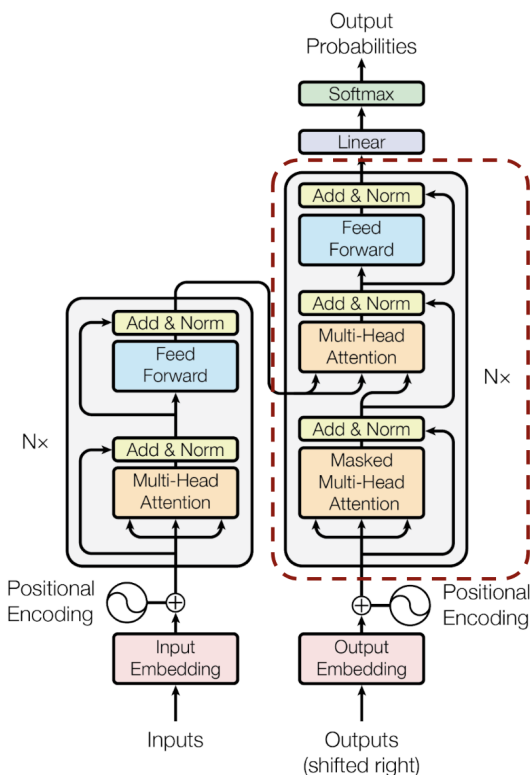 Output
Probabilities
Softmax
Linear
Add & Norm
Feed
Forward
Add & Norm
Multi-Head
Attention
Add & Norm
Masked
Multi-Head
Attention
Nx
Add & Norm
Feed
Forward
Add & Norm
Multi-Head
Attention
Nx
Positional
Encoding
Positional
Encoding
Input
Embedding
Output
Embedding
Inputs
Outputs
(shifted right)